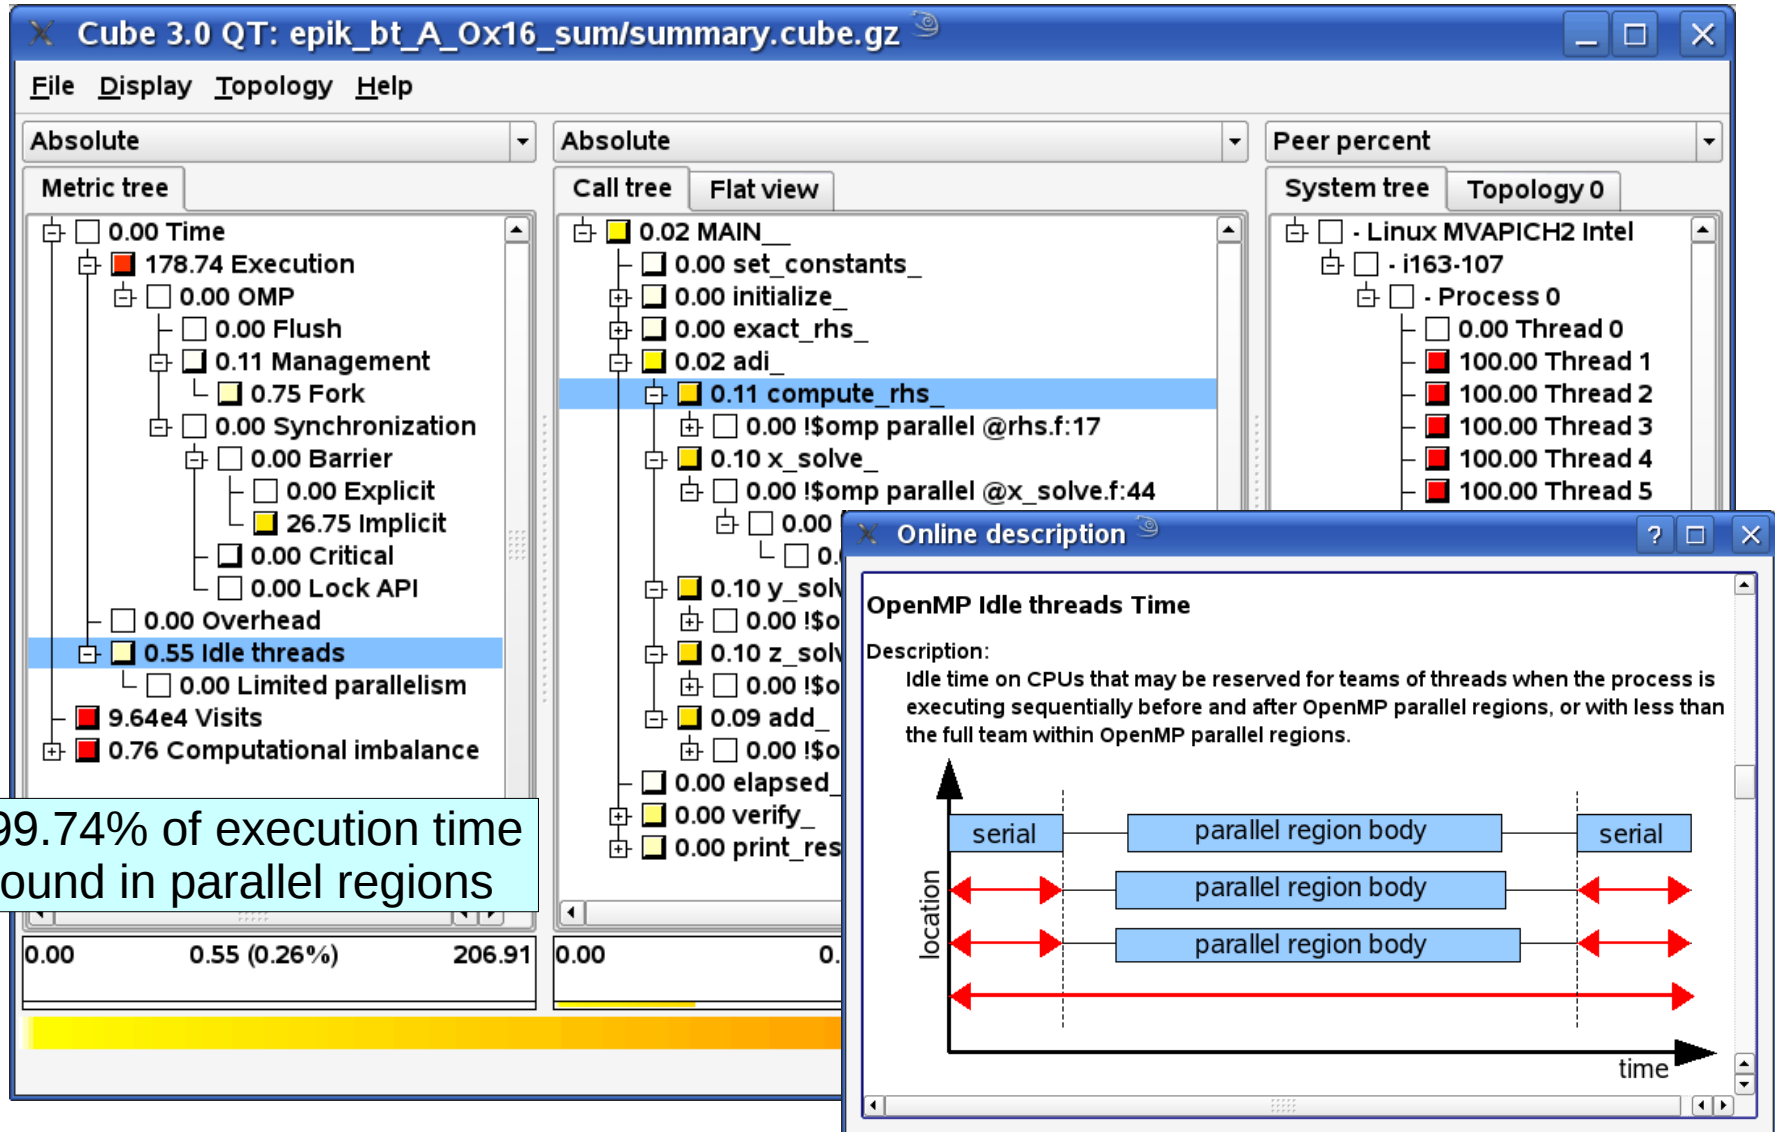 Cube 3.0 QT: epik_bt_A_Ox16_sum/summary.cube.gz
File Display Topology Help
Absolute
Metric tree
0.00 Time
178.74 Execution
0.00 OMP
0.00 Flush
0.11 Management
0.75 Fork
0.00 Synchronization
0.00 Barrier
0.00 Explicit
26.75 Implicit
0.00 Critical
0.00 Lock API
0.00 Overhead
0.55 Idle threads
0.00 Limited parallelism
9.64e4 Visits
0.76 Computational imbalance
99.74% of execution time
ound in parallel regions
0.00 0.55 (0.26%) 206.91
Absolute
Call tree Flat view
0.02 MAIN__
0.00 set_constants_
0.00 initialize_
0.00 exact_rhs_
0.02 adi_
0.11 compute_rhs_
0.00 !$omp parallel @rhs.f:17
0.10 x_solve_
0.00 !$omp parallel @x_solve.f:44
0.00
0.
0.10 y_solv
0.00 !$o
0.10 z_solv
0.00 !$o
0.09 add_
0.00 !$o
0.00 elapsed_
0.00 verify_
0.00 print_res
0.00 0.
Peer percent
System tree Topology 0
- Linux MVAPICH2 Intel
- i163-107
- Process 0
0.00 Thread 0
100.00 Thread 1
100.00 Thread 2
100.00 Thread 3
100.00 Thread 4
100.00 Thread 5
Online description
OpenMP Idle threads Time
Description:
Idle time on CPUs that may be reserved for teams of threads when the process is
executing sequentially before and after OpenMP parallel regions, or with less than
the full team within OpenMP parallel regions.
serial parallel region body serial
parallel region body
parallel region body
location
time